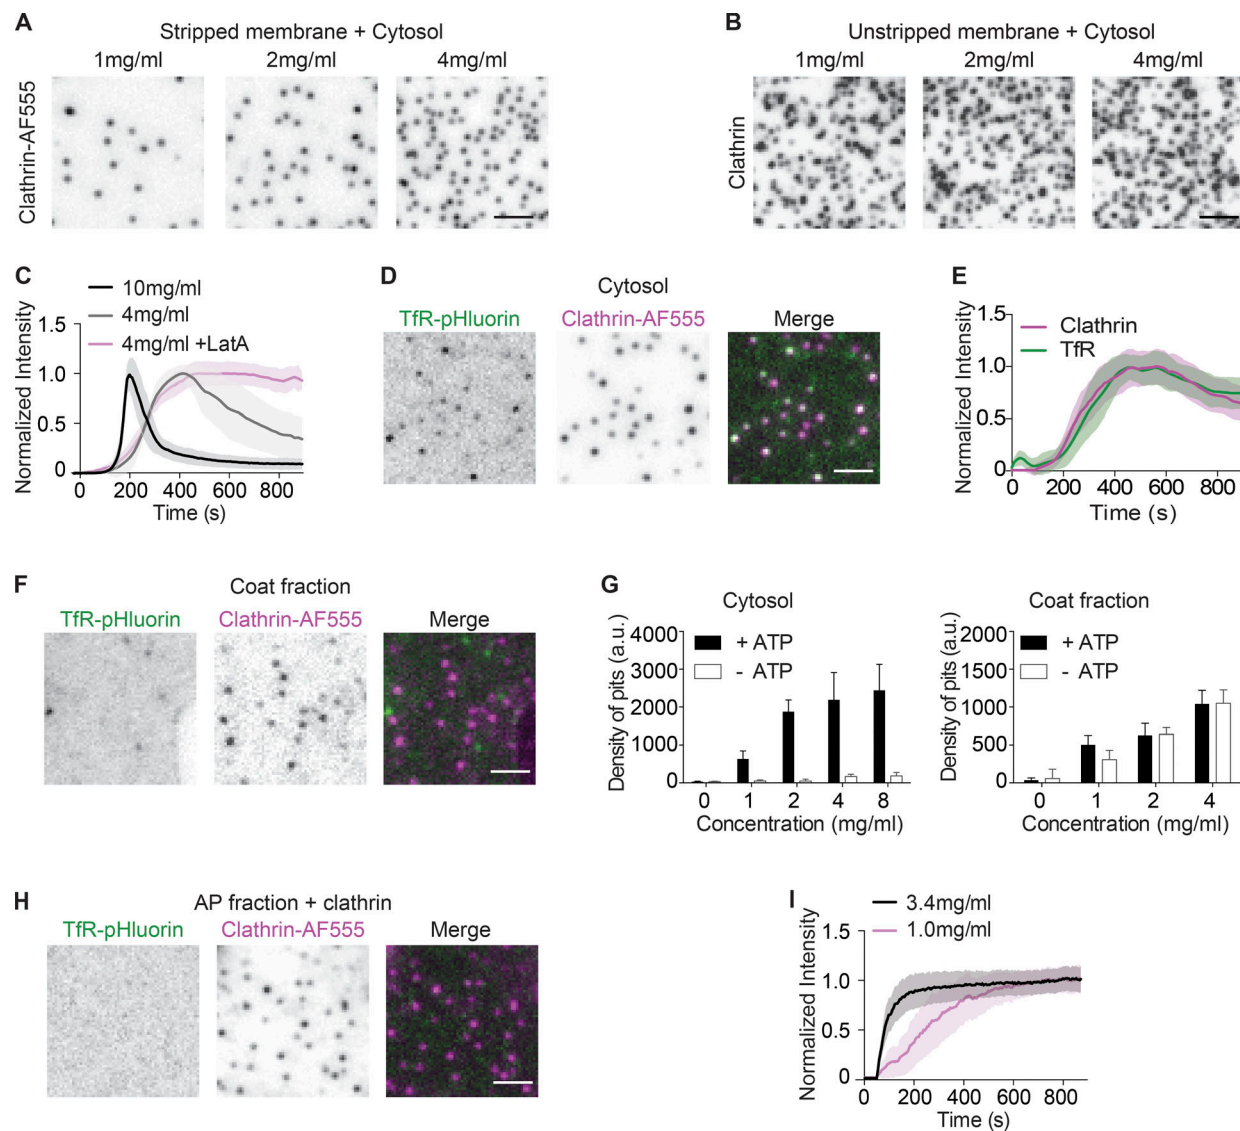 A
Stripped membrane + Cytosol
1mg/ml 2mg/ml 4mg/ml
Clathrin-AF555
B
Unstripped membrane + Cytosol
1mg/ml 2mg/ml 4mg/ml
Clathrin
C
10mg/ml
4mg/ml
4mg/ml +LatA
Normalized Intensity
1.5
1.0
0.5
0
0 200 400 600 800
Time (s)
D
Cytosol
TfR-pHluorin Clathrin-AF555 Merge
E
Clathrin
TfR
Normalized Intensity
1.5
1.0
0.5
0
0 200 400 600 800
Time (s)
F
Coat fraction
TfR-pHluorin Clathrin-AF555 Merge
G
Cytosol
+ ATP
- ATP
Density of pits (a.u.)
4000
3000
2000
1000
0
0 1 2 4 8
Concentration (mg/ml)
Coat fraction
+ ATP
- ATP
Density of pits (a.u.)
2000
1500
1000
500
0
0 1 2 4
Concentration (mg/ml)
H
AP fraction + clathrin
TfR-pHluorin Clathrin-AF555 Merge
I
3.4mg/ml
1.0mg/ml
Normalized Intensity
1.5
1.0
0.5
0
0 200 400 600 800
Time (s)